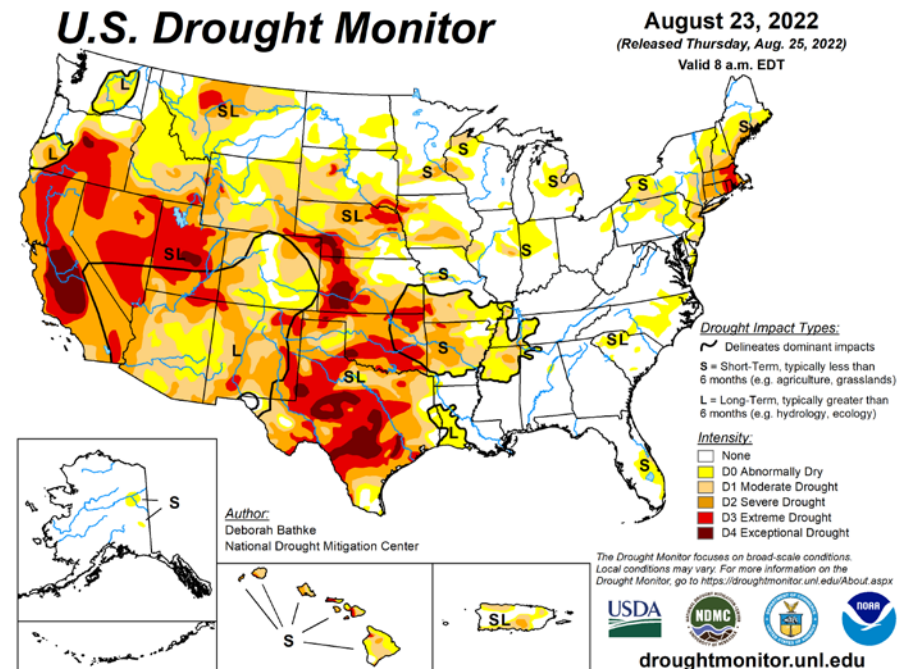 U.S. Drought Monitor
August 23, 2022
(Released Thursday, Aug. 25, 2022)
Valid 8 a.m. EDT
L
SL
S
L
S
S
S
S
SL
S
SL
S
S
L
SL
SL
L
S
Drought Impact Types:
Delineates dominant impacts
S = Short-Term, typically less than
6 months (e.g. agriculture, grasslands)
L = Long-Term, typically greater than
6 months (e.g. hydrology, ecology)
Intensity:
None
D0 Abnormally Dry
D1 Moderate Drought
D2 Severe Drought
D3 Extreme Drought
D4 Exceptional Drought
S
Author:
Deborah Bathke
National Drought Mitigation Center
S
SL
The Drought Monitor focuses on broad-scale conditions.
Local conditions may vary. For more information on the
Drought Monitor, go to https://droughtmonitor.unl.edu/About.aspx
USDA
NDMC
NOAA
droughtmonitor.unl.edu